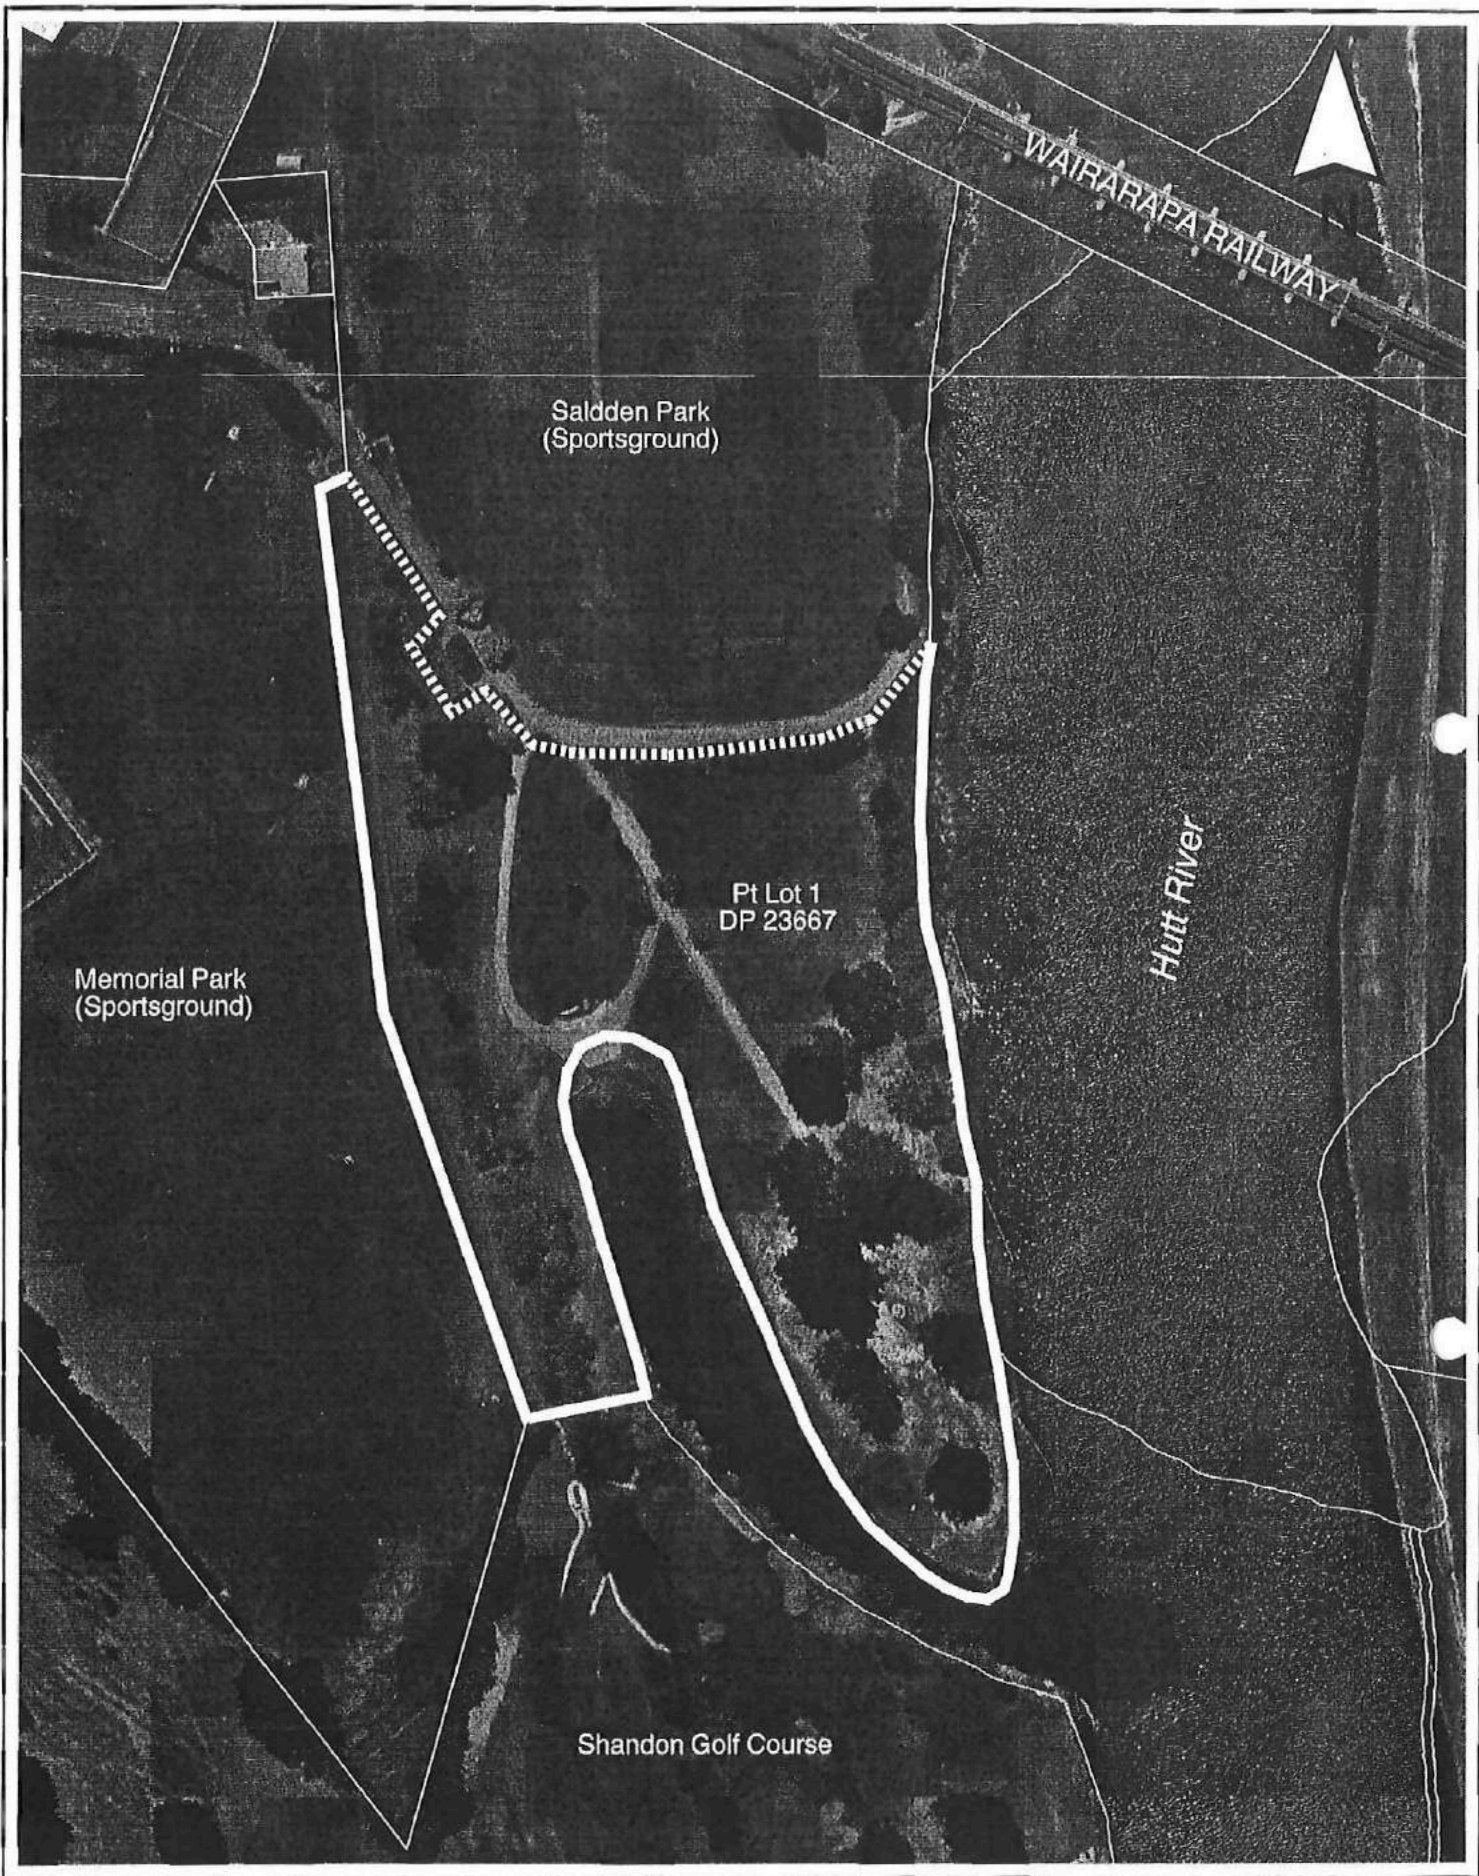 WAIRARAPA RAILWAY
N
Saldden Park
(Sportsground)
Pt Lot 1
DP 23667
Hutt River
Memorial Park
(Sportsground)
Shandon Golf Course